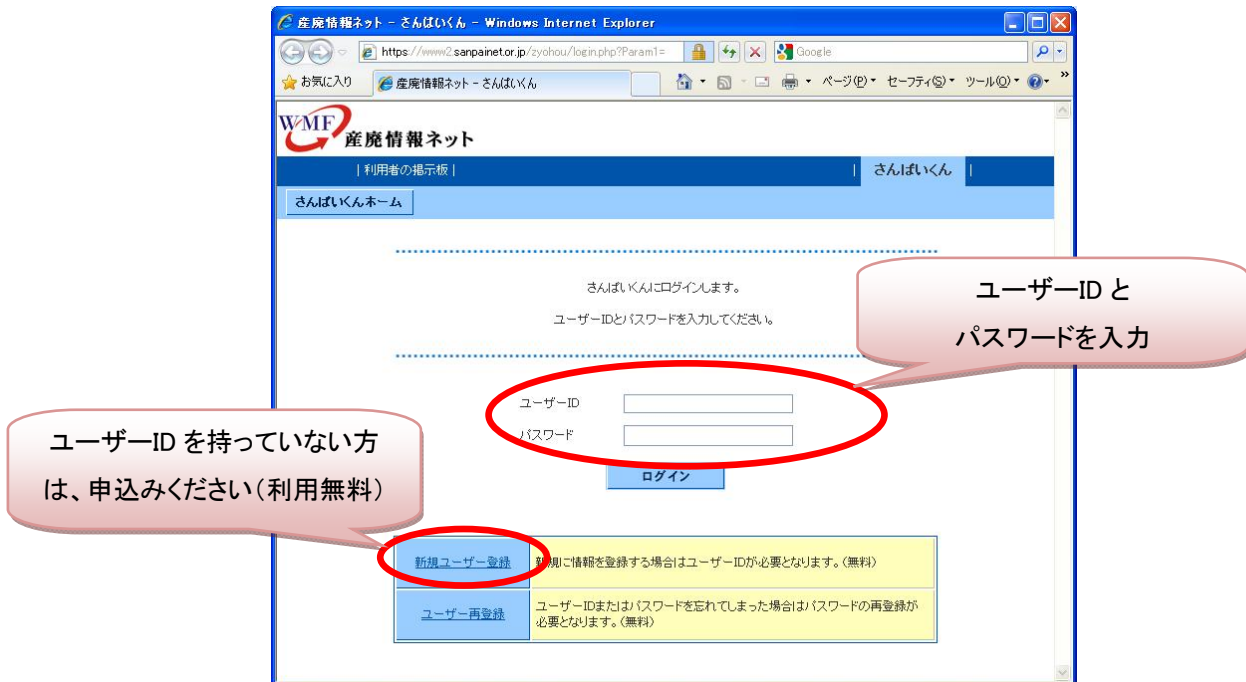 産廃情報ネット - さんぱいくん - Windows Internet Explorer
https://www2.sanpainet.or.jp/zyohou/login.php?Param1=
Google
お気に入り
産廃情報ネット - さんぱいくん
ページ(P)
セーフティ(S)
ツール(O)
»
WMF
産廃情報ネット
| 利用者の掲示板 |
| さんぱいくん |
さんぱいくんホーム
さんぱいくんにログインします。
ユーザーIDとパスワードを入力してください。
ユーザーID と
パスワードを入力
ユーザーID
パスワード
ログイン
ユーザーID を持っていない方
は、申込みください（利用無料）
新規ユーザー登録
新規に情報を登録する場合はユーザーIDが必要となります。（無料）
ユーザー再登録
ユーザーIDまたはパスワードを忘れてしまった場合はパスワードの再登録が
必要となります。（無料）